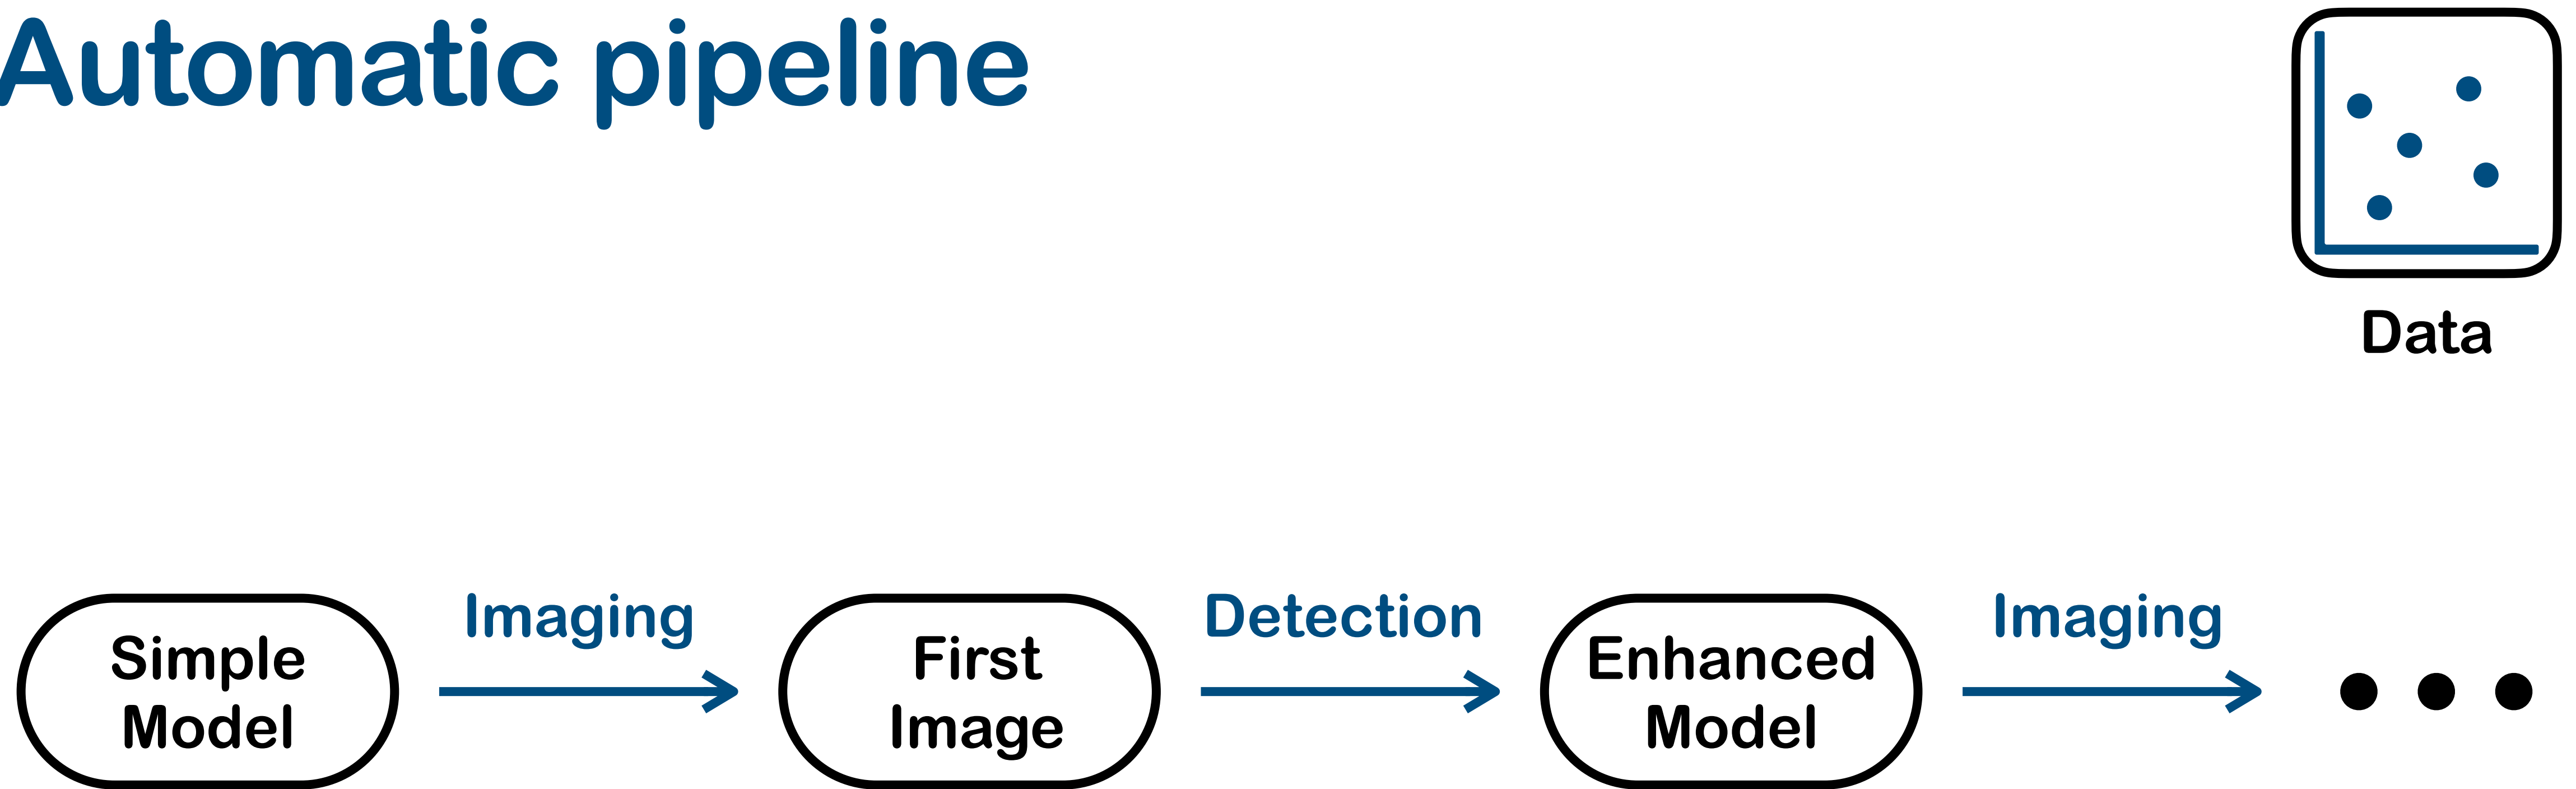 Automatic pipeline
Data
Simple
Model
Imaging
First
Image
Detection
Enhanced
Model
Imaging